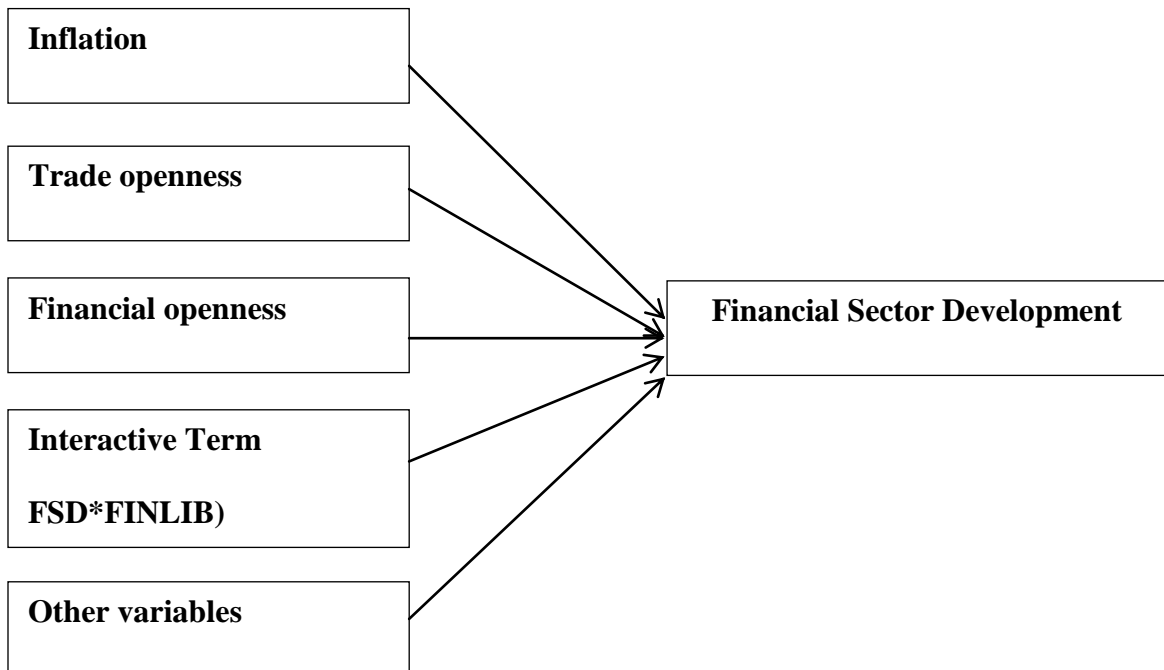 Inflation
Trade openness
Financial openness
Interactive Term
FSD*FINLIB)
Other variables
Financial Sector Development